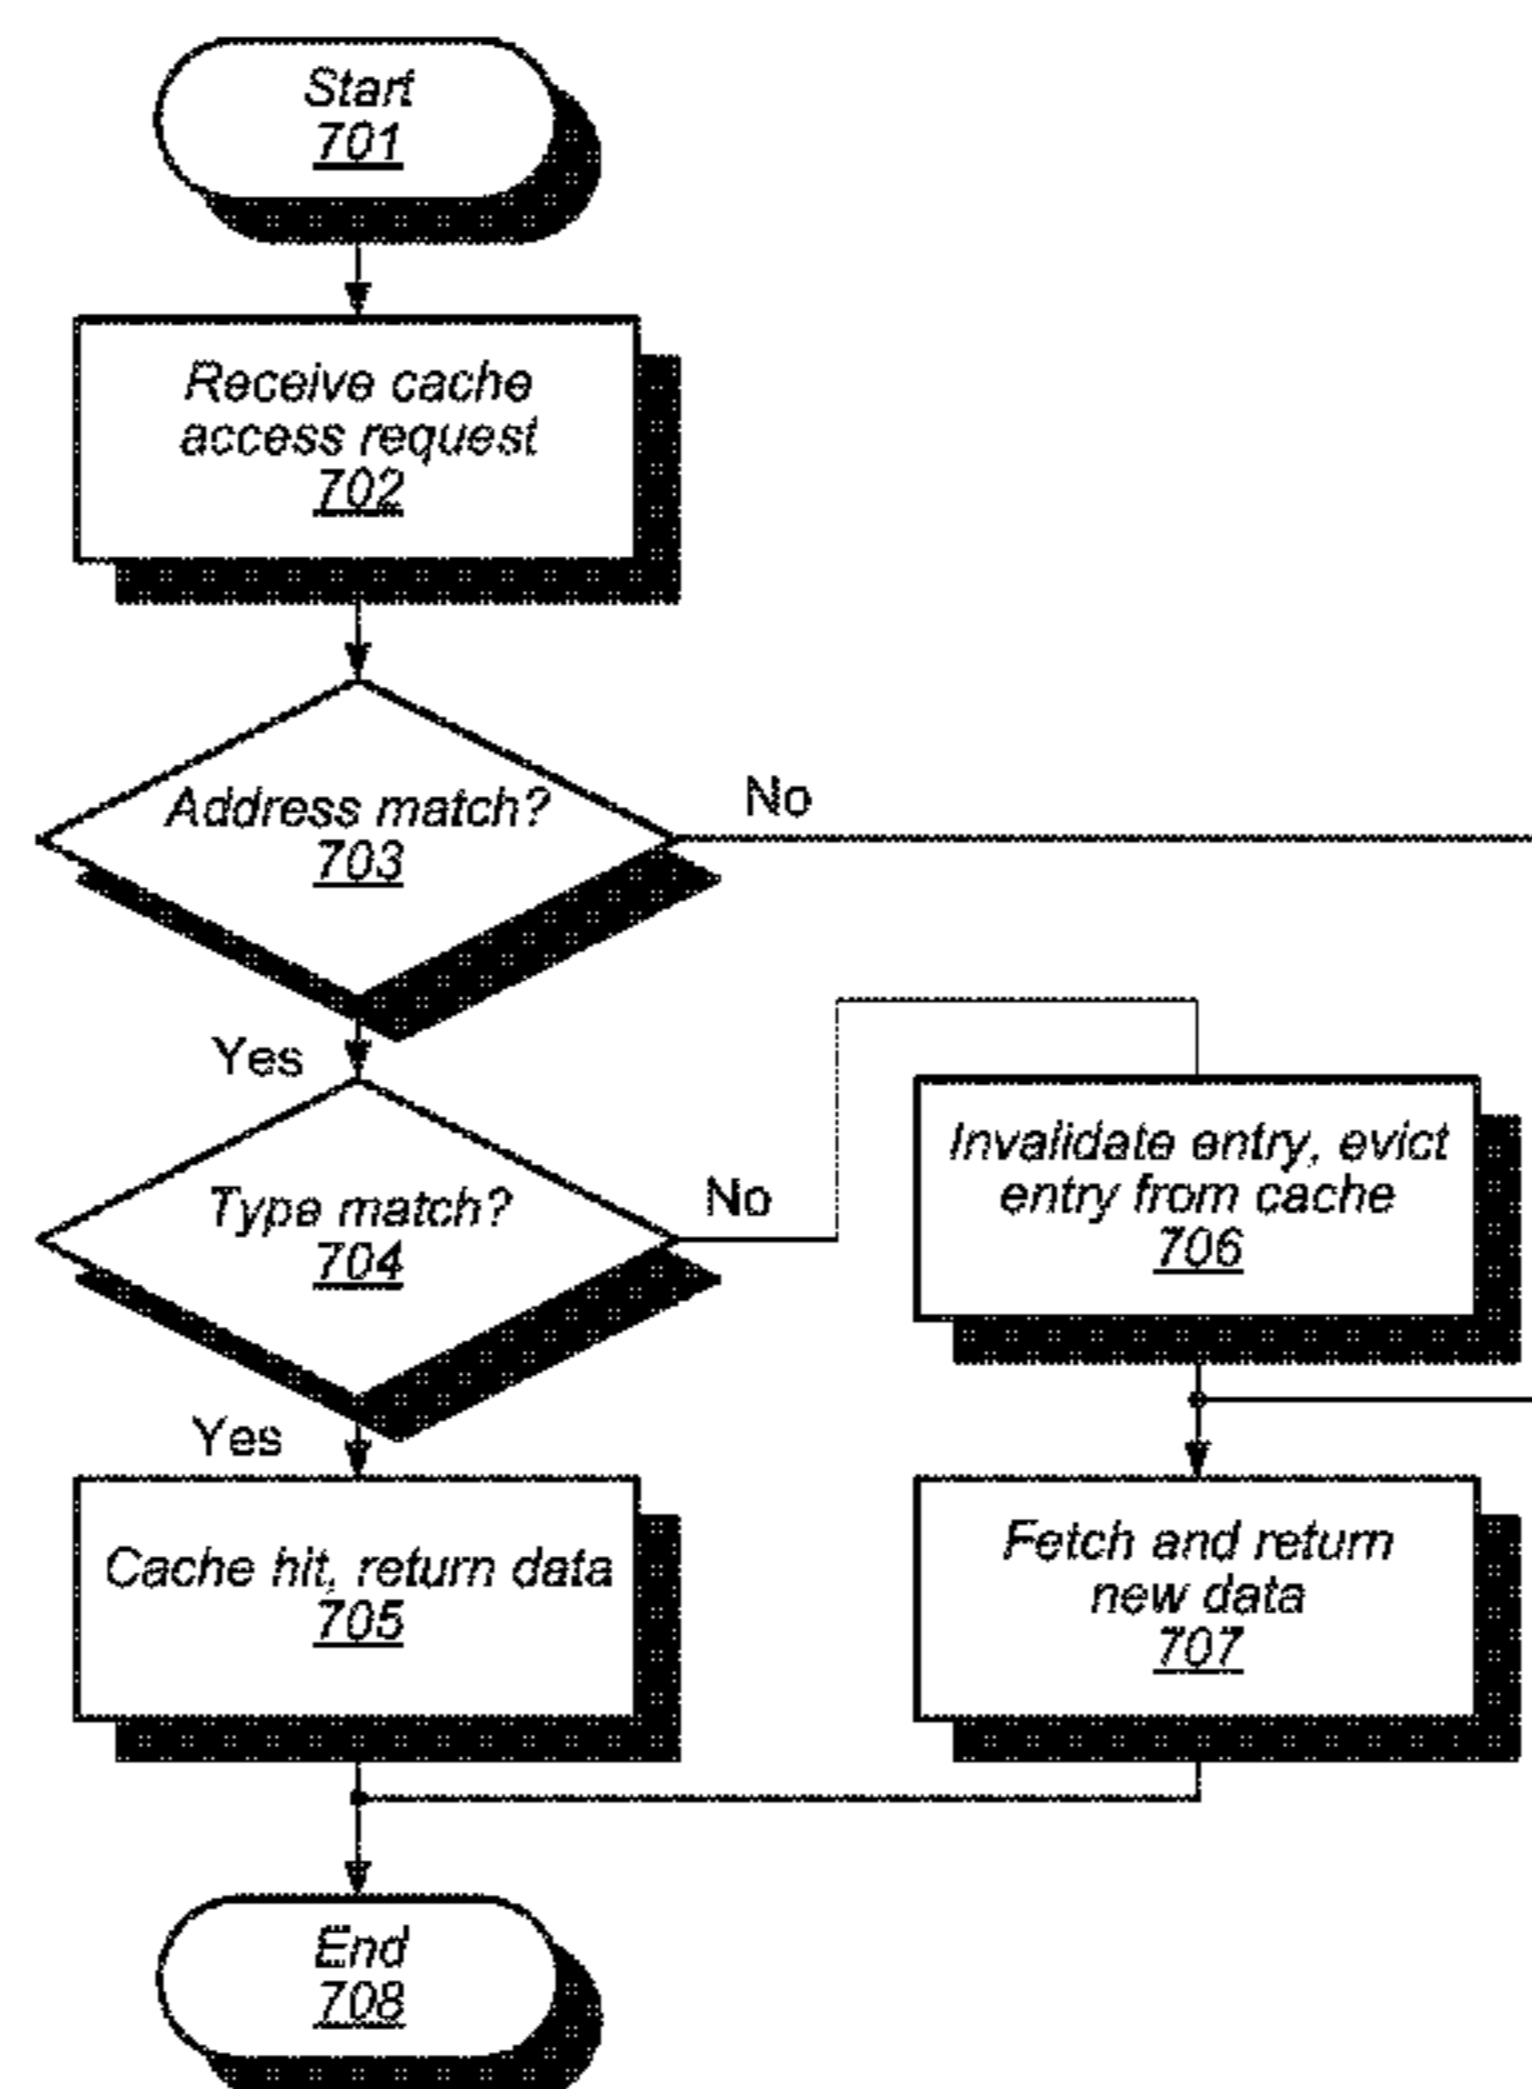 Start
701
Receive cache
access request
702
Address match?
703
No
Yes
Type match?
704
No
Invalidate entry, evict
entry from cache
706
Yes
Cache hit, return data
705
Fetch and return
new data
707
End
708